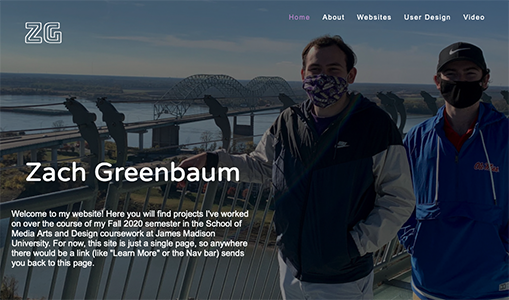 Home About Websites User Design Video
ZG
Zach Greenbaum
Welcome to my website! Here you will find projects I've worked
on over the course of my Fall 2020 semester in the School of
Media Arts and Design coursework at James Madison
University. For now, this site is just a single page, so anywhere
there would be a link (like "Learn More" or the Nav bar) sends
you back to this page.